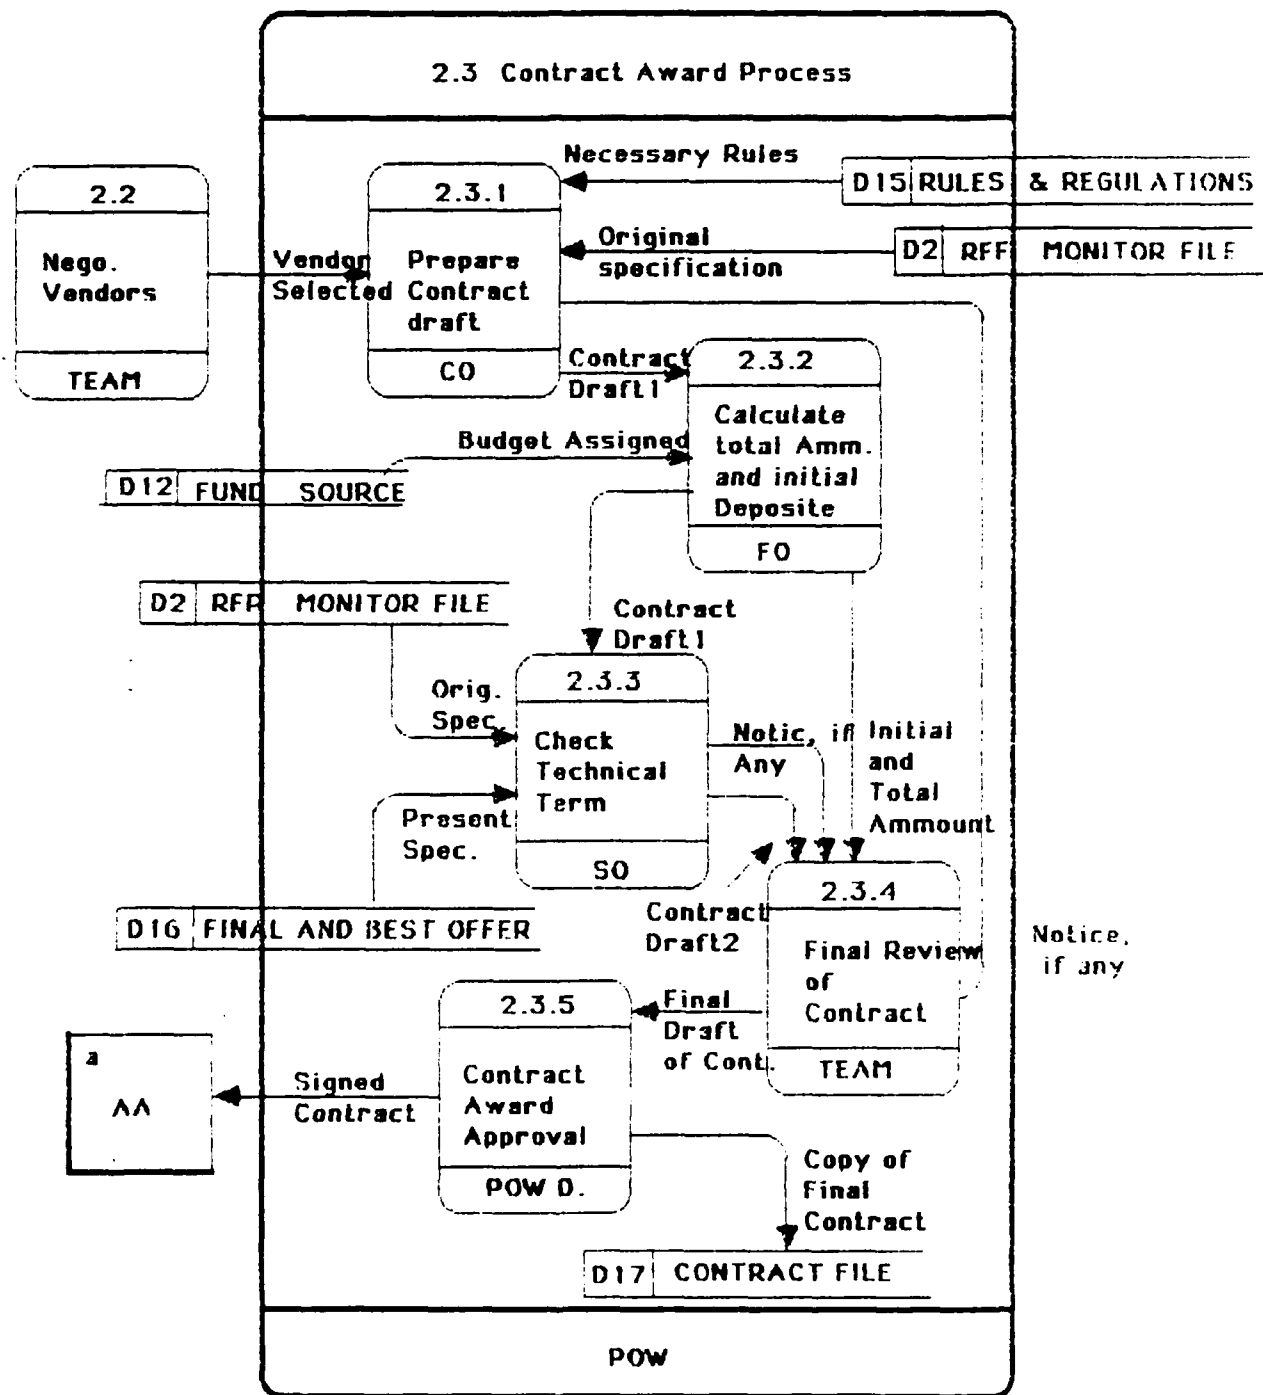 2.3 Contract Award Process
Necessary Rules
D15 RULES & REGULATIONS
2.2
2.3.1
Original
specification
D2 RFP MONITOR FILE
Nego.
Vendors
Vendor
Selected
Prepare
Contract
draft
TEAM
CO
Contract
Draft1
2.3.2
Calculate
total Amm.
and initial
Deposite
FO
Budget Assigned
D12 FUND SOURCE
D2 RFP MONITOR FILE
Contract
Draft1
2.3.3
Orig.
Spec.
Check
Technical
Term
Notic, if
Any
Initial
and
Total
Ammount
Present
Spec.
SO
2.3.4
D16 FINAL AND BEST OFFER
Contract
Draft2
Final Review
of
Contract
Notice,
if any
2.3.5
Final
Draft
of Cont.
TEAM
a
AA
Signed
Contract
Contract
Award
Approval
POW D.
Copy of
Final
Contract
D17 CONTRACT FILE
POW